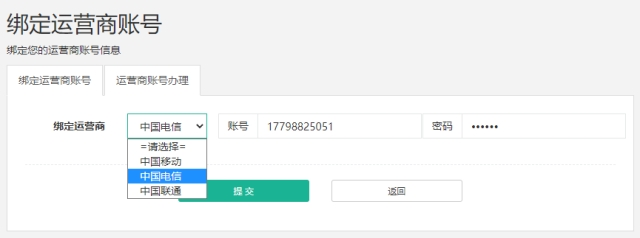 绑定运营商账号
绑定您的运营商账号信息
绑定运营商账号 运营商账号办理
绑定运营商 中国电信 账号 17798825051 密码 ••••••
=请选择=
中国移动
中国电信
中国联通
提 交 返回